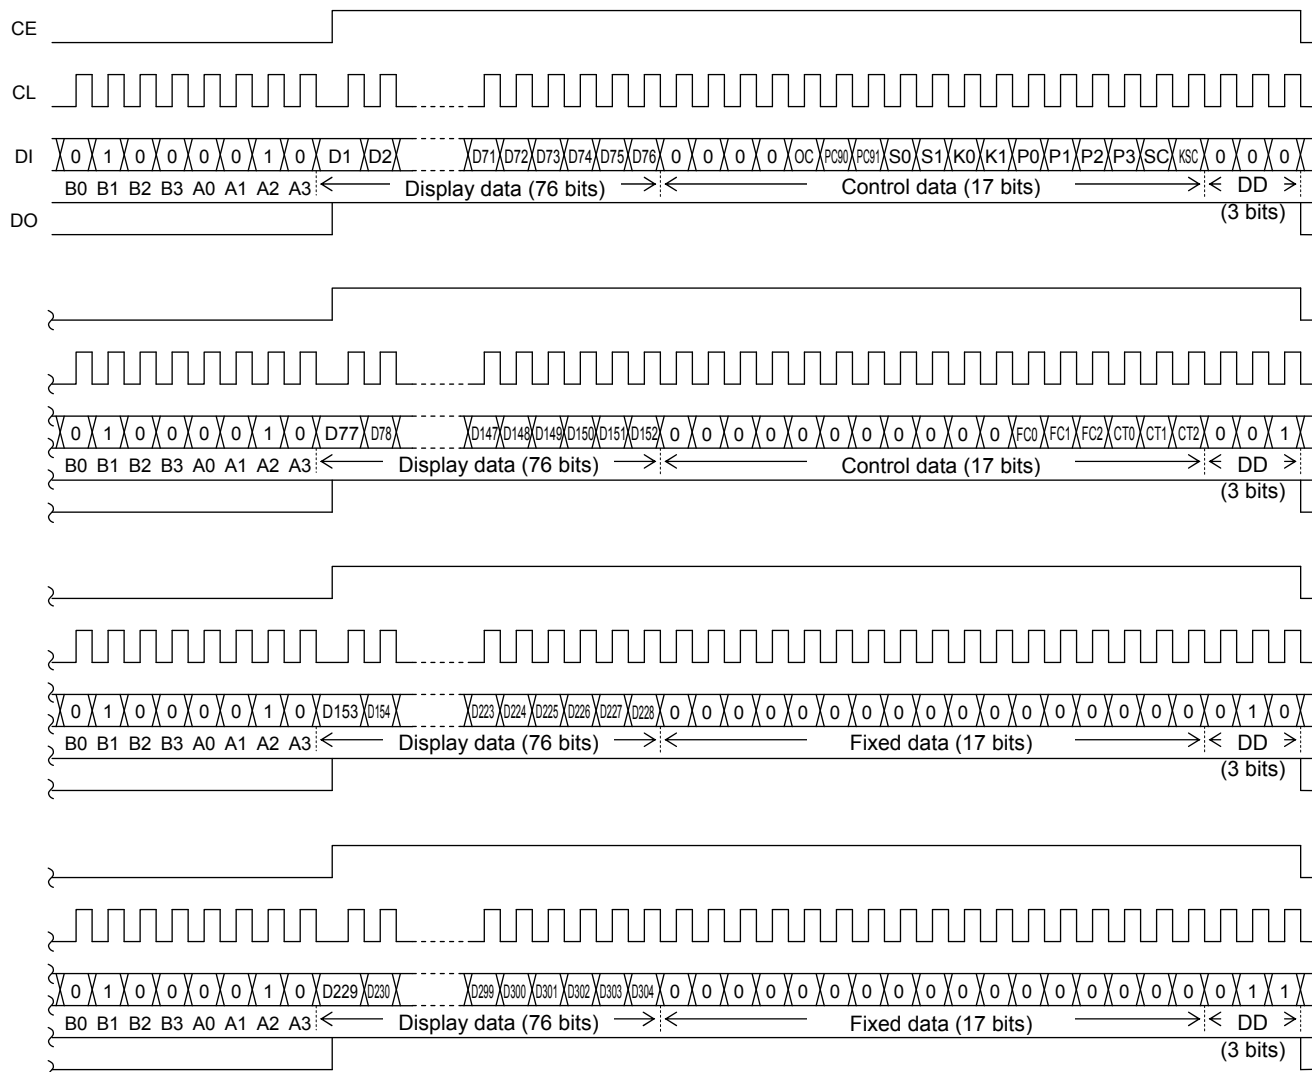 CE
CL
DI 0 1 0 0 0 0 1 0 D1 D2 D71 D72 D73 D74 D75 D76 0 0 0 0 OC PC90 PC91 S0 S1 K0 K1 P0 P1 P2 P3 SC KSC 0 0 0
B0 B1 B2 B3 A0 A1 A2 A3 Display data (76 bits) Control data (17 bits) DD
(3 bits)
DO
0 1 0 0 0 0 1 0 D77 D78 D147 D148 D149 D150 D151 D152 0 0 0 0 0 0 0 0 0 0 0 FC0 FC1 FC2 CT0 CT1 CT2 0 0 1
B0 B1 B2 B3 A0 A1 A2 A3 Display data (76 bits) Control data (17 bits) DD
(3 bits)
0 1 0 0 0 0 1 0 D153 D154 D223 D224 D225 D226 D227 D228 0 0 0 0 0 0 0 0 0 0 0 0 0 0 0 0 0 0 1 0
B0 B1 B2 B3 A0 A1 A2 A3 Display data (76 bits) Fixed data (17 bits) DD
(3 bits)
0 1 0 0 0 0 1 0 D229 D230 D299 D300 D301 D302 D303 D304 0 0 0 0 0 0 0 0 0 0 0 0 0 0 0 0 0 0 1 1
B0 B1 B2 B3 A0 A1 A2 A3 Display data (76 bits) Fixed data (17 bits) DD
(3 bits)